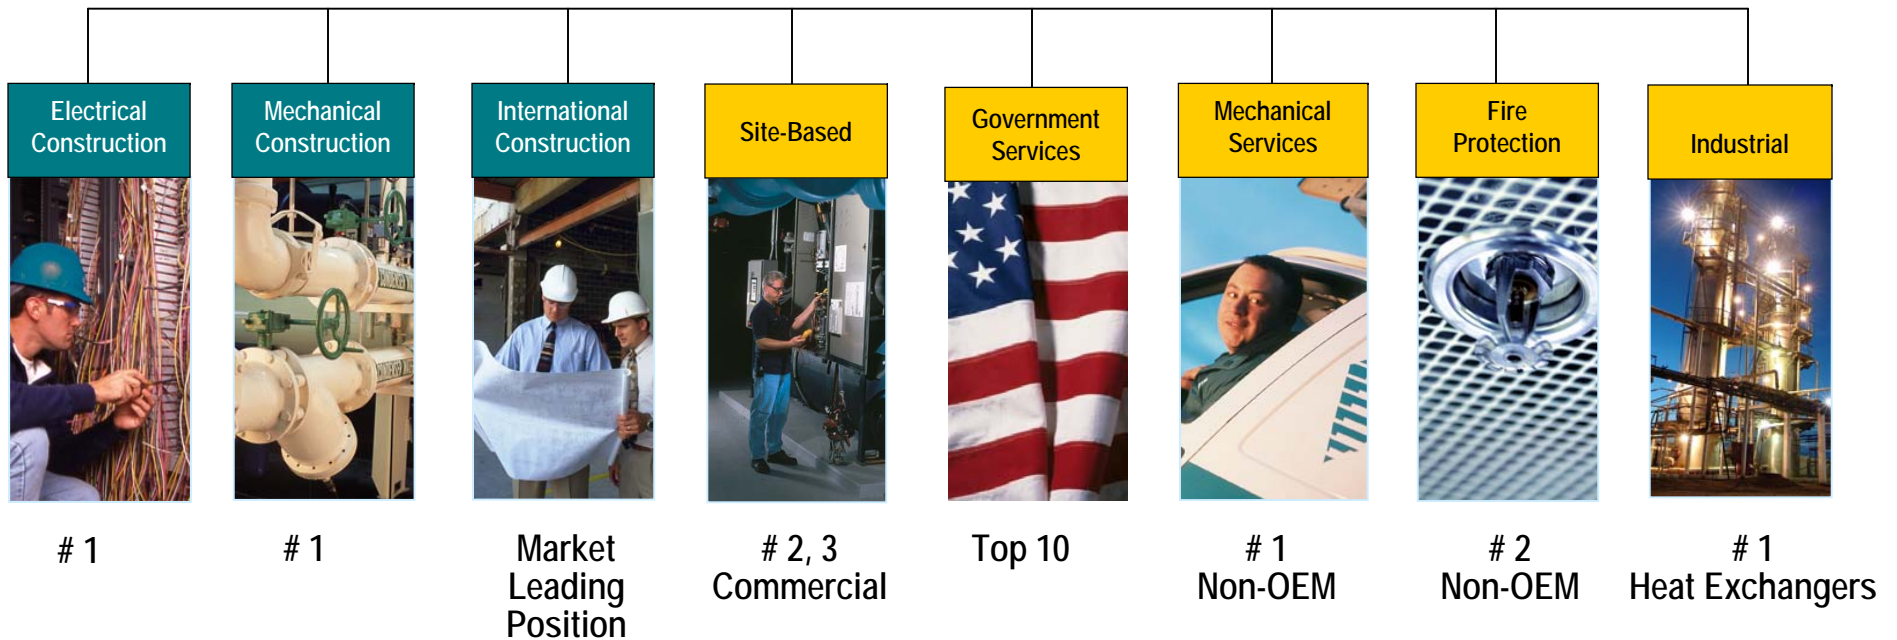 Electrical
Construction
Mechanical
Construction
International
Construction
Site-Based
Government
Services
Mechanical
Services
Fire
Protection
Industrial
# 1
# 1
Market
Leading
Position
# 2, 3
Commercial
Top 10
# 1
Non-OEM
# 2
Non-OEM
# 1
Heat Exchangers